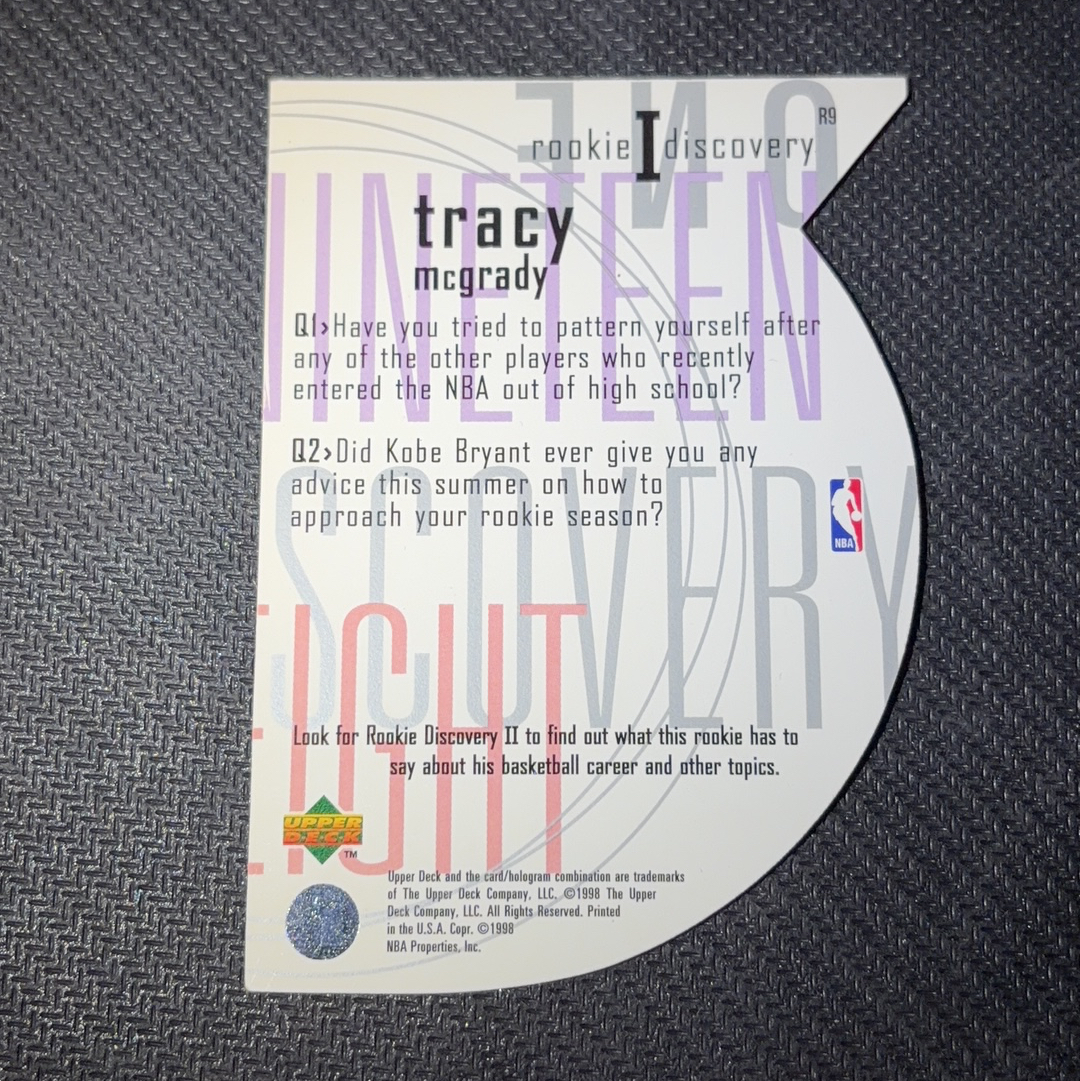 ONE
R9
rookie I discovery
NINETEEN
tracy
mcgrady
Q1>Have you tried to pattern yourself after
any of the other players who recently
entered the NBA out of high school?
Q2>Did Kobe Bryant ever give you any
advice this summer on how to
approach your rookie season?
SCOVERY
NBA
EIGHT
Look for Rookie Discovery II to find out what this rookie has to
say about his basketball career and other topics.
UPPER
DECK
TM
Upper Deck and the card/hologram combination are trademarks
of The Upper Deck Company, LLC. ©1998 The Upper
Deck Company, LLC. All Rights Reserved. Printed
in the U.S.A. Copr. ©1998
NBA Properties, Inc.